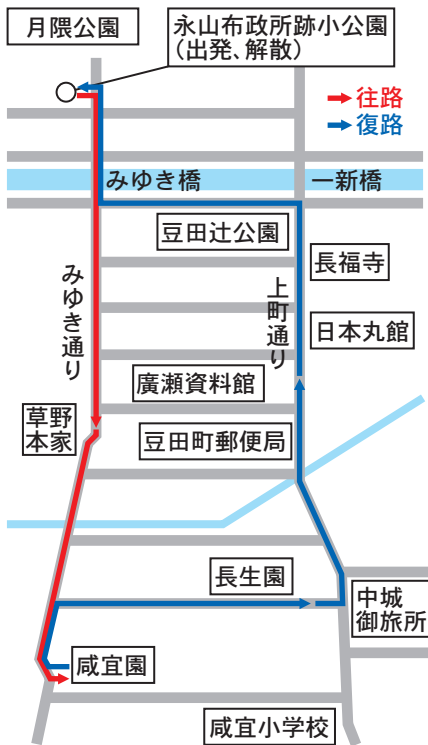 月隈公園
永山布政所跡小公園
(出発、解散)
往路
復路
みゆき橋
一新橋
豆田辻公園
長福寺
みゆき通り
上町通り
日本丸館
廣瀬資料館
草野
本家
豆田町郵便局
長生園
中城
御旅所
咸宜園
咸宜小学校